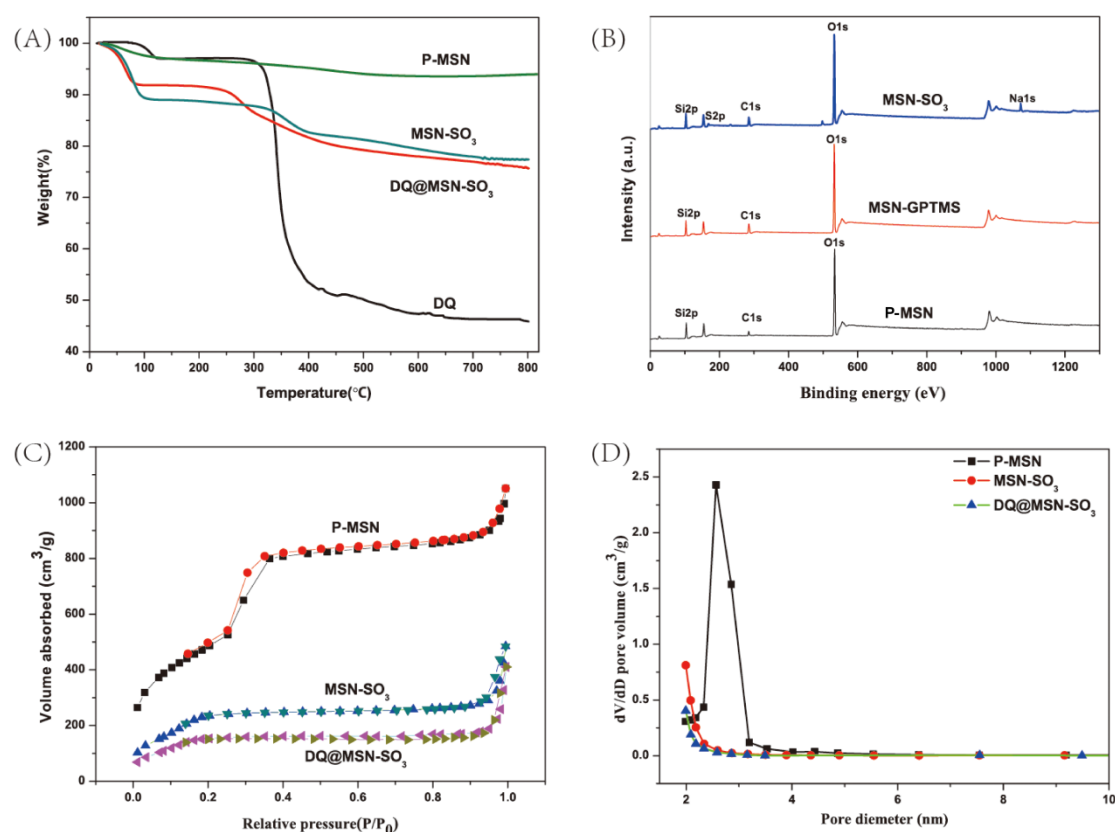 (A)
100
90
80
70
60
50
40
Weight(%)
P-MSN
MSN-SO3
DQ@MSN-SO3
DQ
0 100 200 300 400 500 600 700 800
Temperature(℃)
(B)
Intensity (a.u.)
O1s
Si2p
S2p
C1s
MSN-SO3
Na1s
O1s
Si2p
C1s
MSN-GPTMS
O1s
Si2p
C1s
P-MSN
0 200 400 600 800 1000 1200
Binding energy (eV)
(C)
1200
1000
800
600
400
200
0
Volume absorbed (cm3/g)
P-MSN
MSN-SO3
DQ@MSN-SO3
0.0 0.2 0.4 0.6 0.8 1.0
Relative pressure(P/P0)
(D)
P-MSN
MSN-SO3
DQ@MSN-SO3
2.5
2.0
1.5
1.0
0.5
0.0
dV/dD pore volume (cm3/g)
2 4 6 8 10
Pore diemeter (nm)